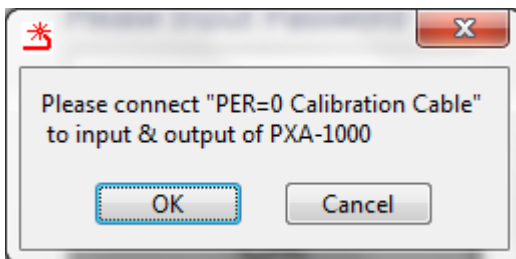 Please connect "PER=0 Calibration Cable"
to input & output of PXA-1000
OK
Cancel